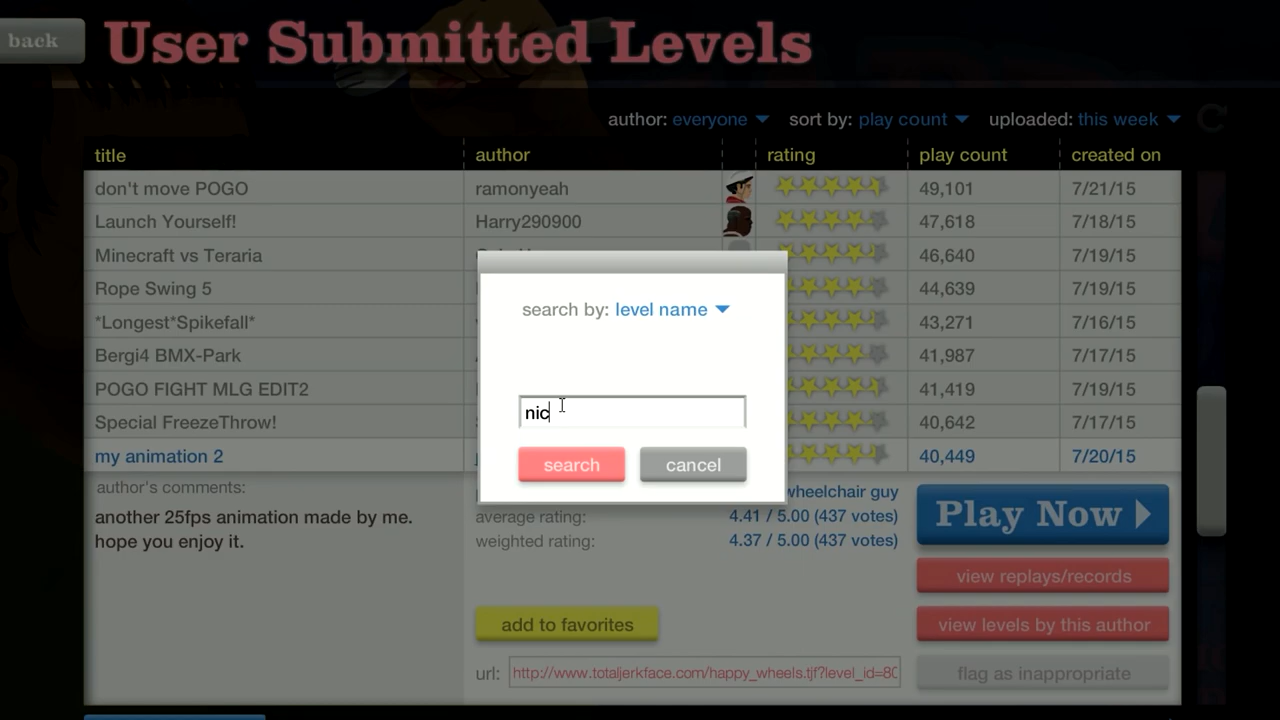 back
User Submitted Levels
author: everyone sort by: play count uploaded: this week
title author rating play count created on
don't move POGO ramonyeah 49,101 7/21/15
Launch Yourself! Harry290900 47,618 7/18/15
Minecraft vs Teraria 46,640 7/19/15
Rope Swing 5 44,639 7/19/15
*Longest*Spikefall* 43,271 7/16/15
Bergi4 BMX-Park 41,987 7/17/15
POGO FIGHT MLG EDIT2 41,419 7/19/15
Special FreezeThrow! 40,642 7/17/15
my animation 2 40,449 7/20/15
search by: level name
nic
search cancel
author's comments:
another 25fps animation made by me.
hope you enjoy it.
wheelchair guy
average rating: 4.41 / 5.00 (437 votes)
weighted rating: 4.37 / 5.00 (437 votes)
Play Now
view replays/records
add to favorites
view levels by this author
url: http://www.totaljerkface.com/happy_wheels.tjf?level_id=80
flag as inappropriate